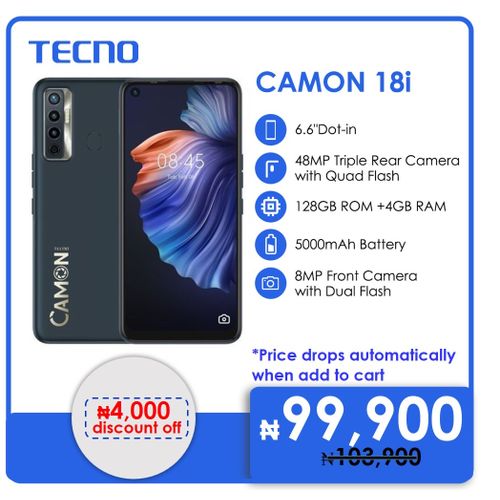 TECNO
CAMON 18i
6.6"Dot-in
48MP Triple Rear Camera
with Quad Flash
128GB ROM +4GB RAM
5000mAh Battery
8MP Front Camera
with Dual Flash
08:45
TECNO
CAMON
*Price drops automatically
when add to cart
₦4,000
discount off
₦99,900
₦103,900